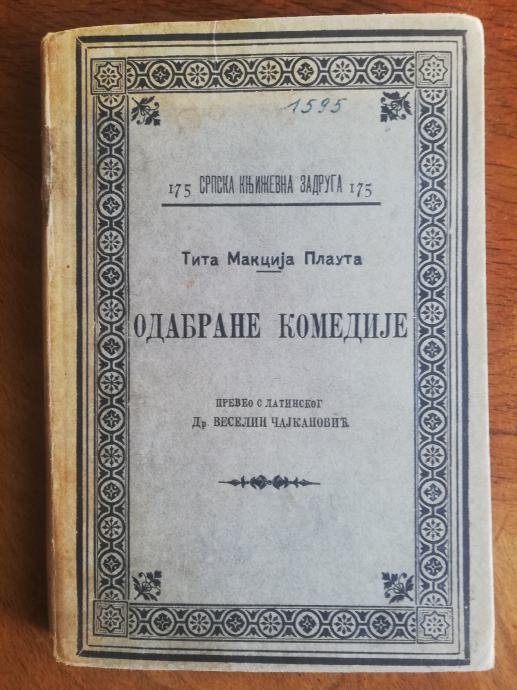 1595
175 СРПСКА КЊИЖЕВНА ЗАДРУГА 175
Тита Макција Плаута
ОДАБРАНЕ КОМЕДИЈЕ
ПРЕВЕО С ЛАТИНСКОГ
Др. ВЕСЕЛИН ЧАЈКАНОВИЋ